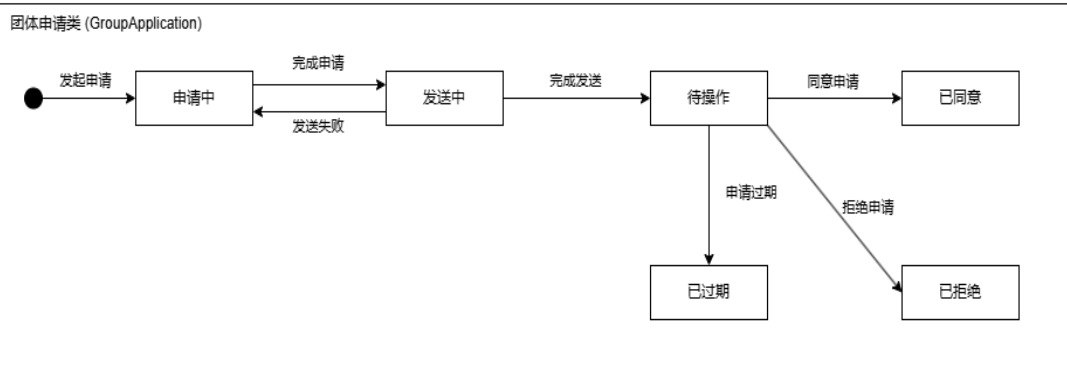 团体申请类 (GroupApplication)
发起申请
申请中
完成申请
发送失败
发送中
完成发送
待操作
同意申请
已同意
申请过期
拒绝申请
已过期
已拒绝